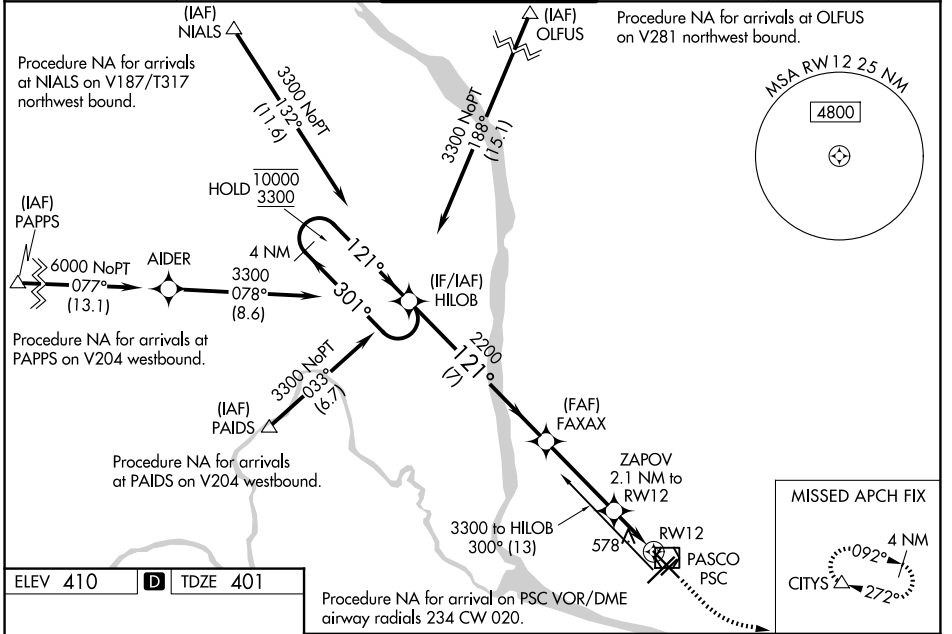 (IAF)
NIALS
(IAF)
OLFUS
Procedure NA for arrivals at OLFUS
on V281 northwest bound.
Procedure NA for arrivals
at NIALS on V187/T317
northwest bound.
3300 NoPT
132°
(11.6)
3300 NoPT
188°
(15.1)
MSA RW12 25 NM
4800
HOLD
10000
3300
(IAF)
PAPPS
6000 NoPT
077°
(13.1)
AIDER
3300
078°
(8.6)
4 NM
121°
301°
(IF/IAF)
HILOB
Procedure NA for arrivals at
PAPPS on V204 westbound.
3300 NoPT
033°
(6.7)
(IAF)
PAIDS
2200
121°
(7)
(FAF)
FAXAX
Procedure NA for arrivals
at PAIDS on V204 westbound.
ZAPOV
2.1 NM to
RW12
3300 to HILOB
300° (13)
578
RW12
PASCO
PSC
MISSED APCH FIX
4 NM
092°
CITYS
272°
ELEV 410 D TDZE 401
Procedure NA for arrival on PSC VOR/DME
airway radials 234 CW 020.